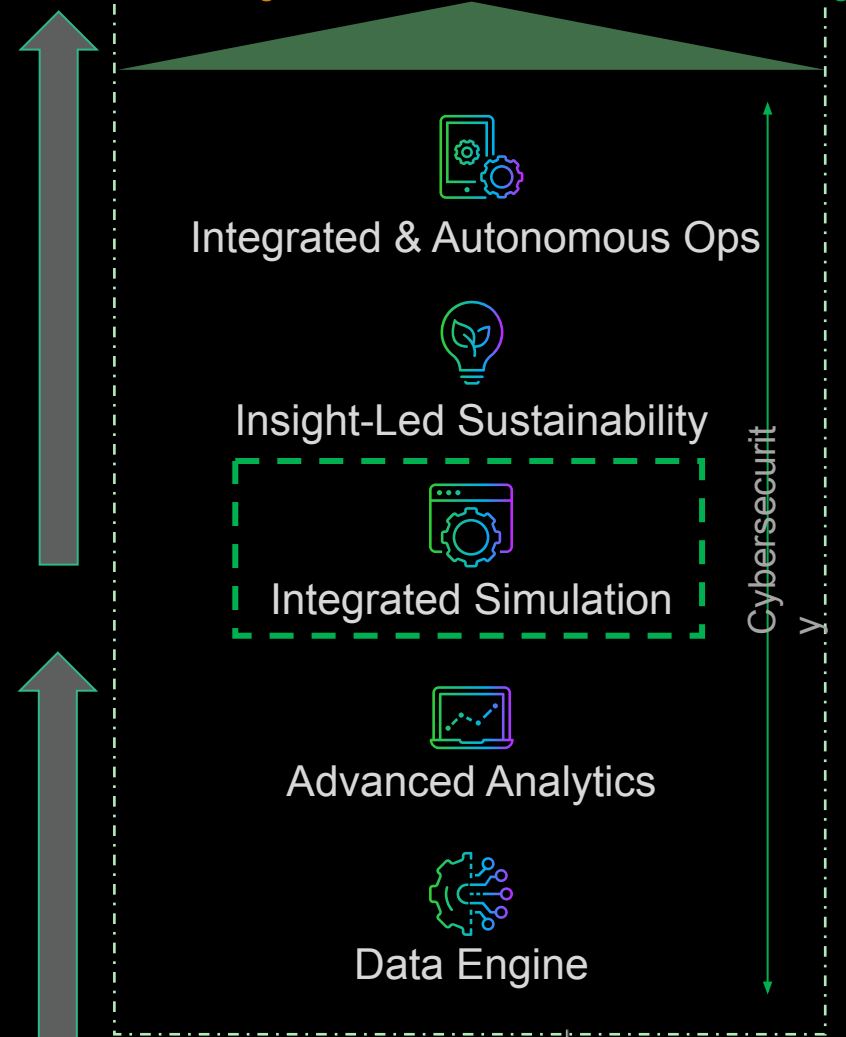 Integrated & Autonomous Ops
Insight-Led Sustainability
Integrated Simulation
Advanced Analytics
Data Engine
Cybersecurit
y